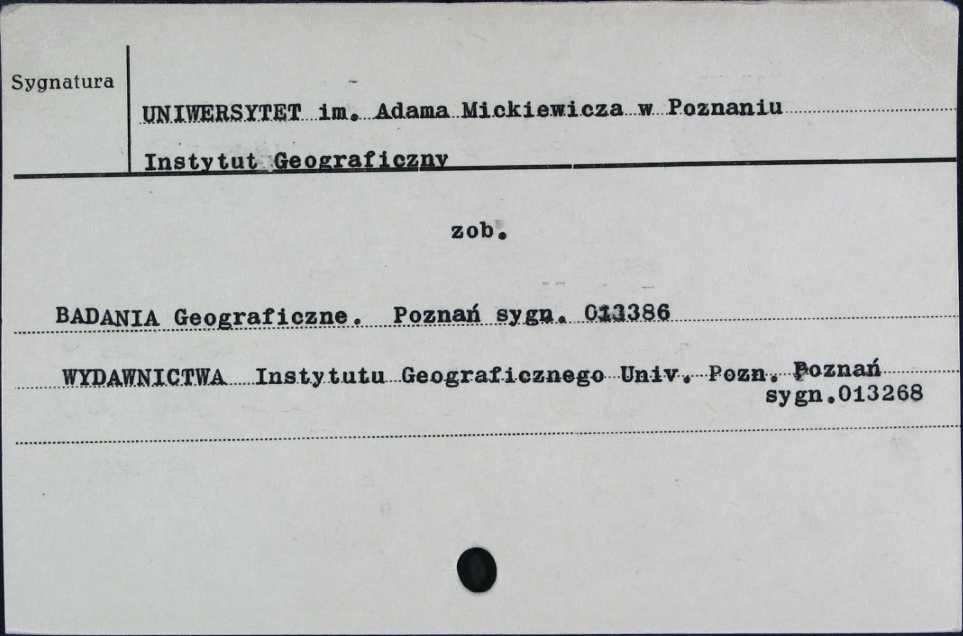 Sygnatura
UNIWERSYTET im. Adama Mickiewicza w Poznaniu
Instytut Geograficzny
zob.
BADANIA Geograficzne. Poznań sygn. 013386
WYDAWNICTWA Instytutu Geograficznego Univ. Pozn. Poznań
sygn.013268